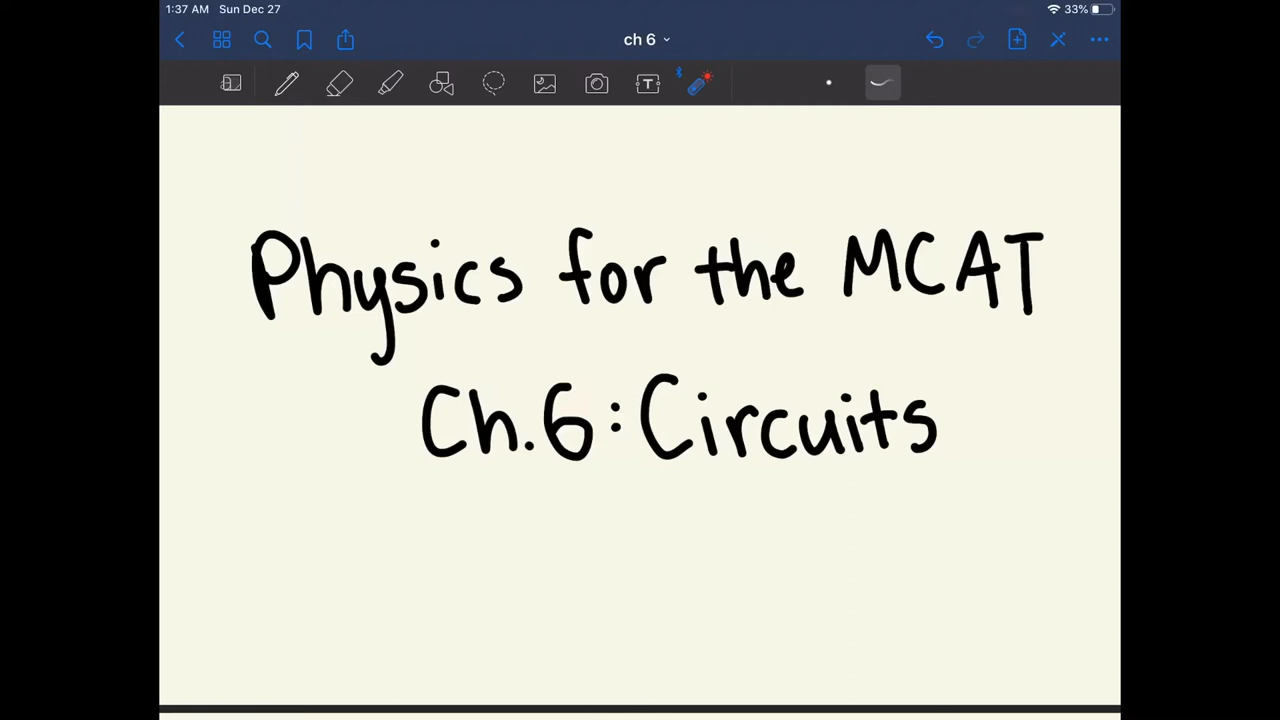 1:37 AM Sun Dec 27 33%
ch 6
T
Physics for the MCAT
Ch.6: Circuits